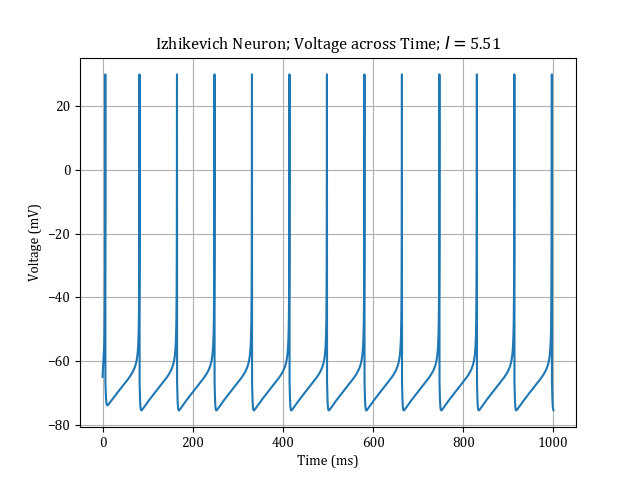 Izhikevich Neuron; Voltage across Time; I = 5.51
20
0
−20
−40
−60
−80
Voltage (mV)
0 200 400 600 800 1000
Time (ms)